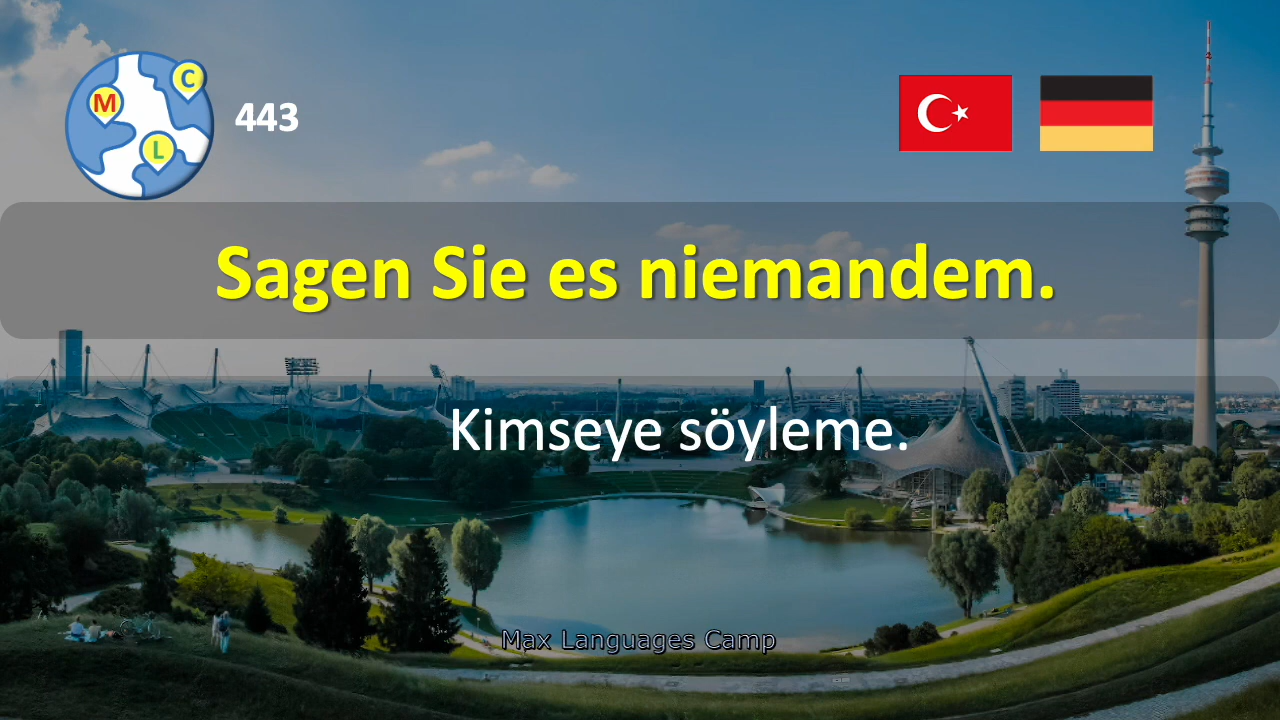 M
C
L
443
Sagen Sie es niemandem.
Kimseye söyleme.
Max Languages Camp